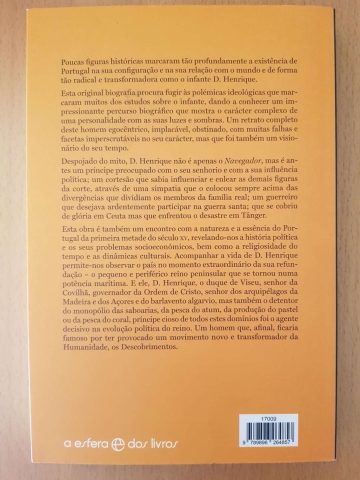 Poucas figuras históricas marcaram tão profundamente a existência de
Portugal na sua configuração e na sua relação com o mundo e de forma
tão radical e transformadora como o infante D. Henrique.
Esta original biografia procura fugir às polémicas ideológicas que mar-
caram muitos dos estudos sobre o infante, dando a conhecer um im-
pressionante percurso biográfico que mostra o carácter complexo de
uma personalidade com as suas luzes e sombras. Um retrato completo
deste homem egocêntrico, implacável, obstinado, com muitas falhas e
facetas imperscrutáveis no seu carácter, mas que foi também um visio-
nário do seu tempo.
Despojado do mito, D. Henrique não é apenas o Navegador, mas é an-
tes um príncipe preocupado com o seu senhorio e com a sua influência
política; um cortesão que sabia influenciar e enlear as demais figuras
da corte, através de uma simpatia que o colocou sempre acima das
divergências que dividiam os membros da família real; um guerreiro
que desejava ardentemente participar na guerra santa; que se cobriu
de glória em Ceuta mas que enfrentou o desastre em Tânger.
Esta obra é também um encontro com a natureza e a essência do Por-
tugal da primeira metade do século XV, revelando-nos a história política
e os seus problemas socioeconómicos, bem como a religiosidade do
tempo e as dinâmicas culturais. Acompanhar a vida de D. Henrique
permite-nos observar o país no momento extraordinário da sua refun-
dação – o pequeno e periférico reino peninsular que se tornou numa
potência marítima. E ele, D. Henrique, o duque de Viseu, senhor da
Covilhã, governador da Ordem de Cristo, senhor dos arquipélagos da
Madeira e dos Açores e do barlavento algarvio, mas também o detentor
do monopólio das saboarias, da pesca do atum, da produção do pastel
ou da pesca do coral, príncipe cioso de todos estes domínios foi o agente
decisivo na evolução política do reino. Um homem que, afinal, ficaria
famoso por ter provocado um movimento novo e transformador da
Humanidade, os Descobrimentos.
17009
a esfera e dos livros